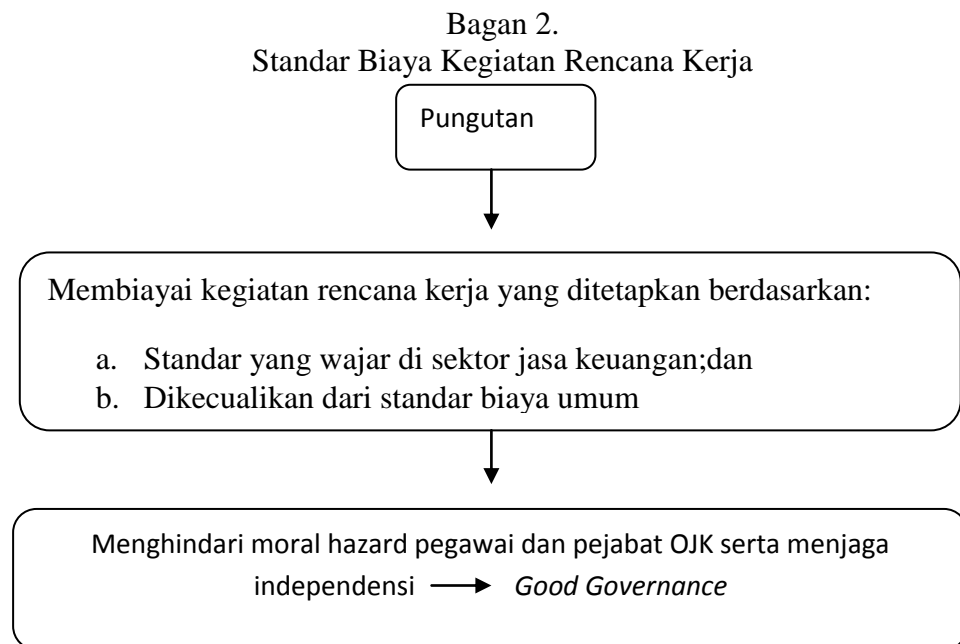 Bagan 2.
Standar Biaya Kegiatan Rencana Kerja
Pungutan
Membiayai kegiatan rencana kerja yang ditetapkan berdasarkan:
a. Standar yang wajar di sektor jasa keuangan;dan
b. Dikecualikan dari standar biaya umum
Menghindari moral hazard pegawai dan pejabat OJK serta menjaga
independensi → Good Governance